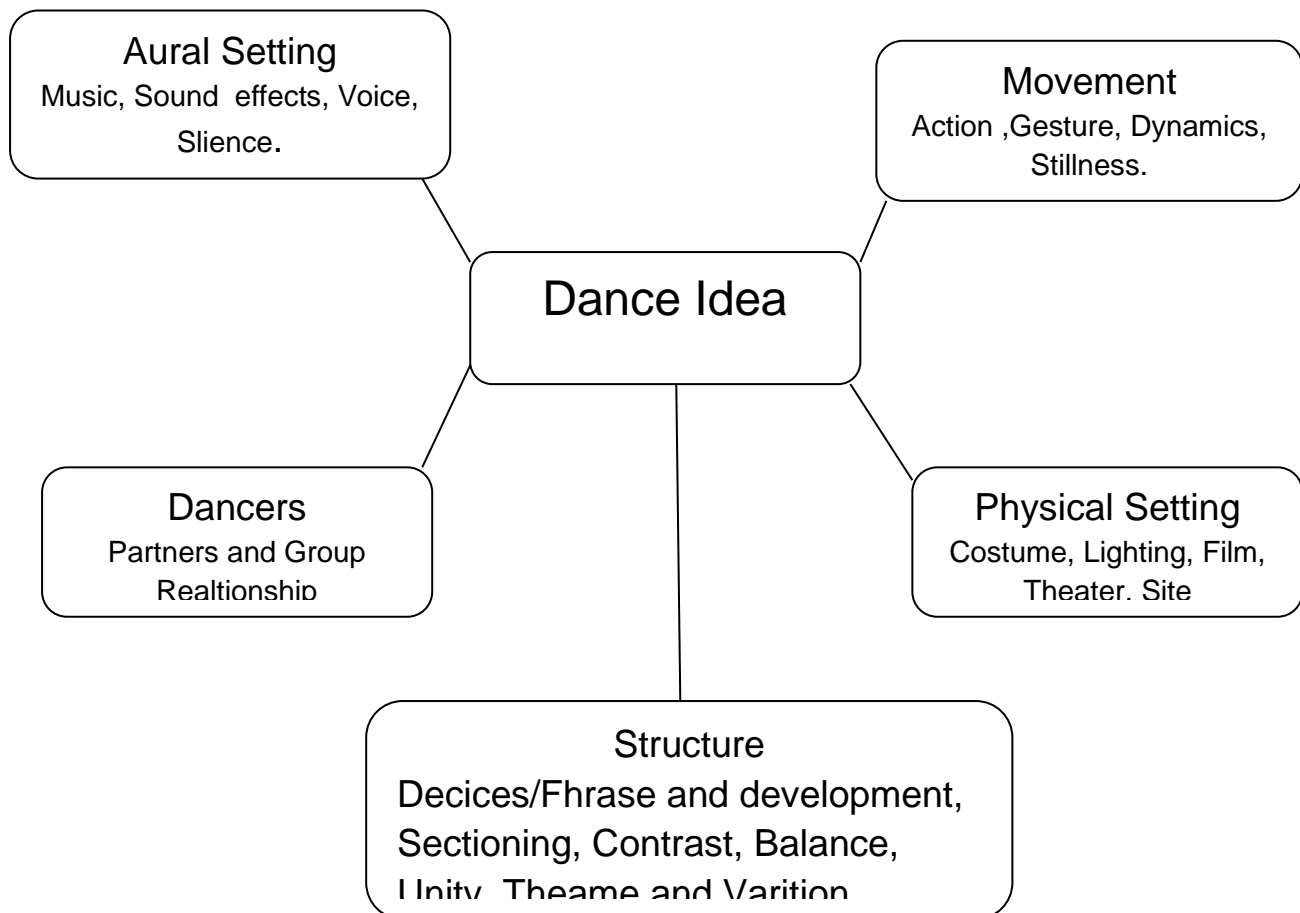 Aural Setting
Music, Sound effects, Voice,
Slience.
Movement
Action ,Gesture, Dynamics,
Stillness.
Dance Idea
Dancers
Partners and Group
Realtionship
Physical Setting
Costume, Lighting, Film,
Theater. Site
Structure
Decices/Fhrase and development,
Sectioning, Contrast, Balance,
Unity Theame and Varition